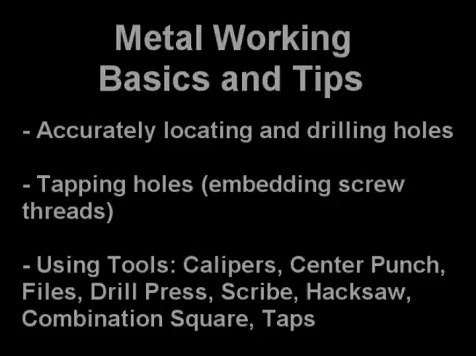 Metal Working
Basics and Tips
- Accurately locating and drilling holes
- Tapping holes (embedding screw
threads)
- Using Tools: Calipers, Center Punch,
Files, Drill Press, Scribe, Hacksaw,
Combination Square, Taps